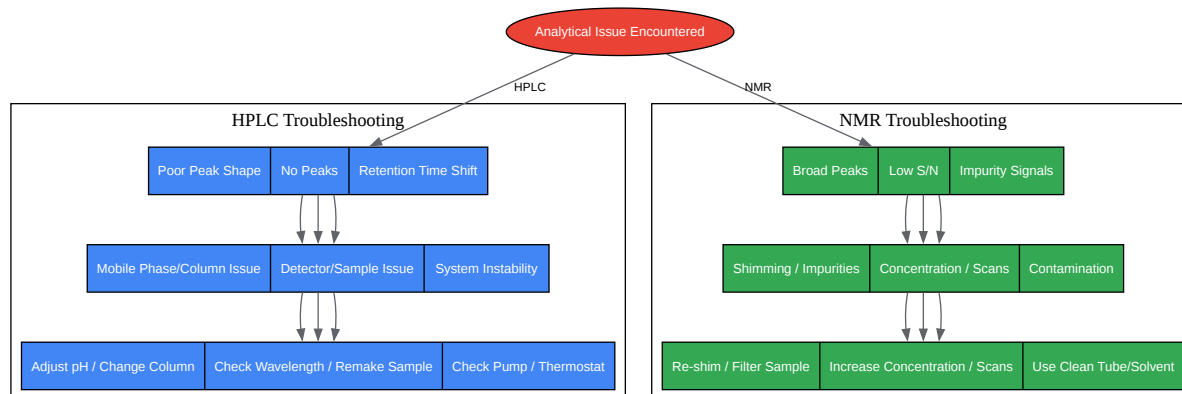 Analytical Issue Encountered
HPLC
NMR
HPLC Troubleshooting
Poor Peak Shape
No Peaks
Retention Time Shift
Mobile Phase/Column Issue
Detector/Sample Issue
System Instability
Adjust pH / Change Column
Check Wavelength / Remake Sample
Check Pump / Thermostat
NMR Troubleshooting
Broad Peaks
Low S/N
Impurity Signals
Shimming / Impurities
Concentration / Scans
Contamination
Re-shim / Filter Sample
Increase Concentration / Scans
Use Clean Tube/Solvent